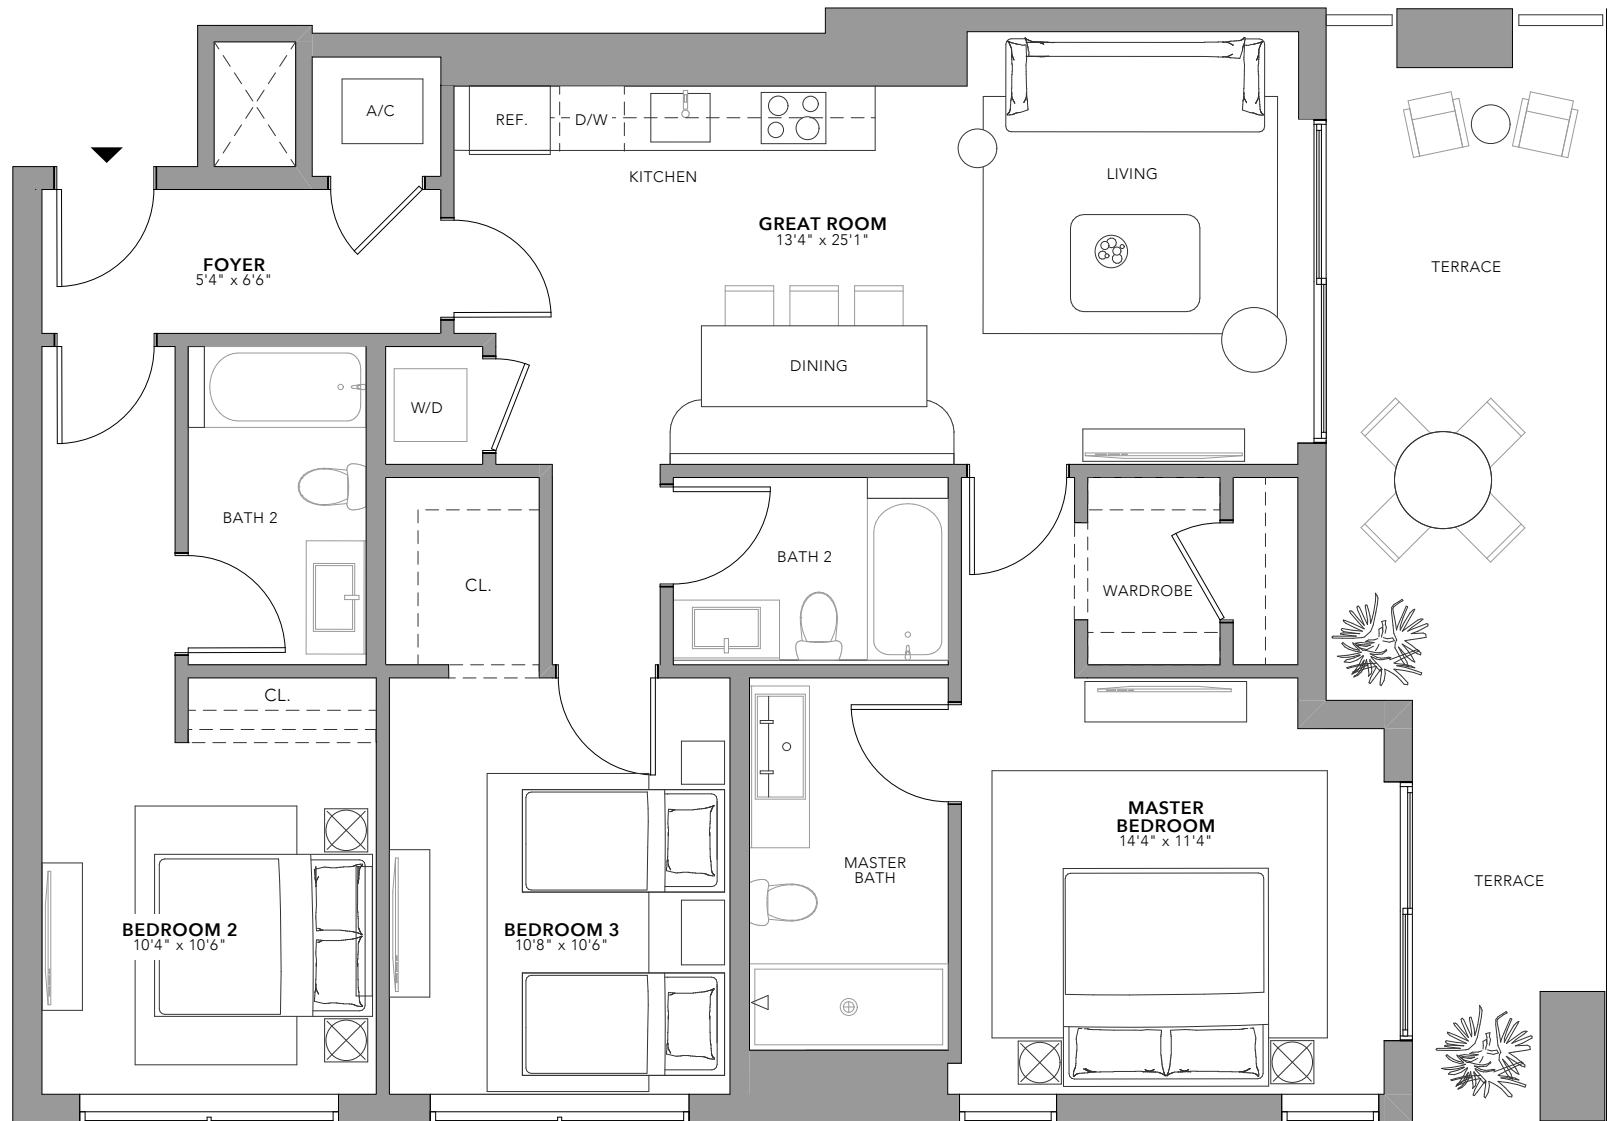 A/C
REF.
D/W
KITCHEN
LIVING
GREAT ROOM
13'4" x 25'1"
FOYER
5'4" x 6'6"
TERRACE
DINING
W/D
BATH 2
BATH 2
CL.
WARDROBE
CL.
MASTER
BEDROOM
14'4" x 11'4"
MASTER
BATH
TERRACE
BEDROOM 2
10'4" x 10'6"
BEDROOM 3
10'8" x 10'6"